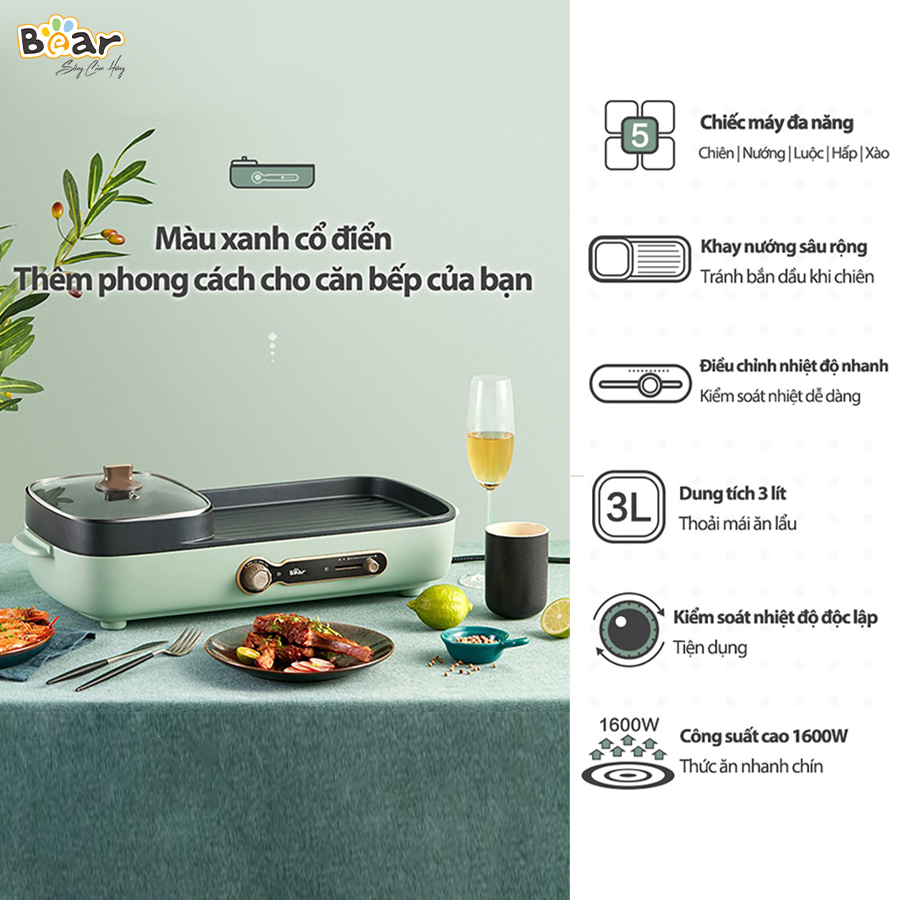 Bear
Sống Cảm Hứng
Màu xanh cổ điển
Thêm phong cách cho căn bếp của bạn
Bear
5
Chiếc máy đa năng
Chiên | Nướng | Luộc | Hấp | Xào
Khay nướng sâu rộng
Tránh bắn dầu khi chiên
Điều chỉnh nhiệt độ nhanh
Kiểm soát nhiệt dễ dàng
3L
Dung tích 3 lít
Thoải mái ăn lẩu
Kiểm soát nhiệt độ độc lập
Tiện dụng
1600W
Công suất cao 1600W
Thức ăn nhanh chín